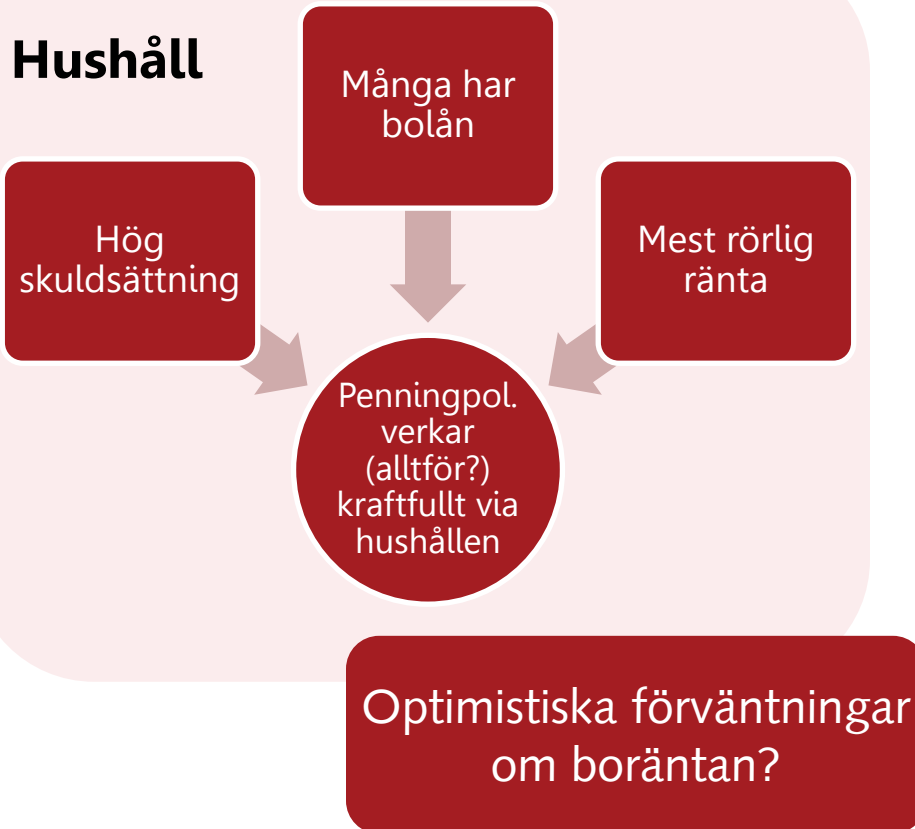 Hushåll
Många har
bolån
Hög
skuldsättning
Mest rörlig
ränta
Penningpol.
verkar
(alltför?)
kraftfullt via
hushållen
Optimistiska förväntningar
om boräntan?